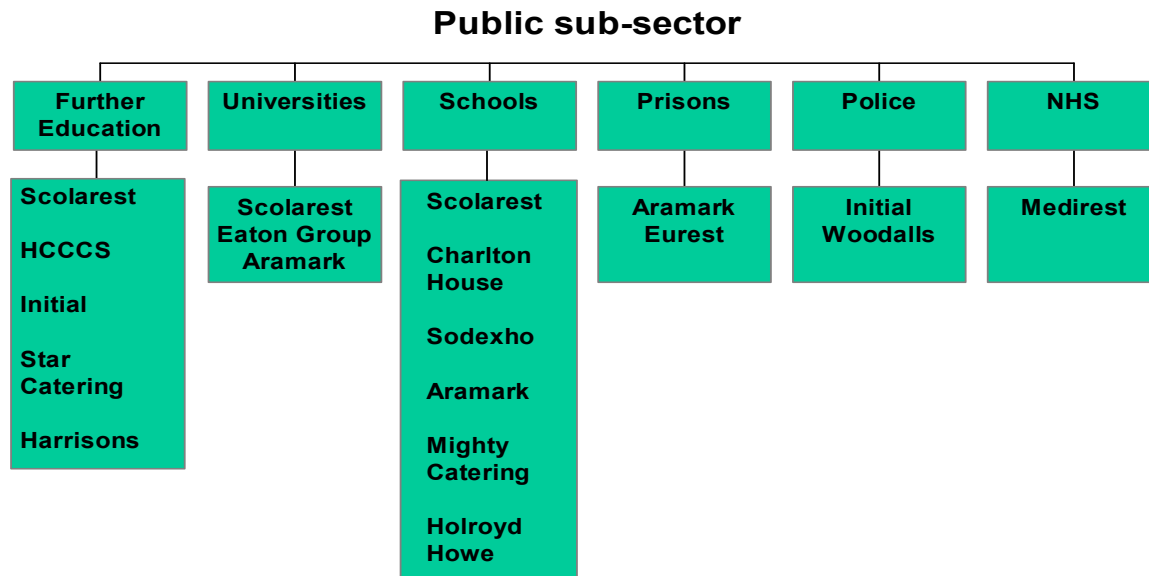 Public sub-sector
Further
Education
Universities
Schools
Prisons
Police
NHS
Scolarest
HCCCS
Initial
Star
Catering
Harrisons
Scolarest
Eaton Group
Aramark
Scolarest
Charlton
House
Sodexho
Aramark
Mighty
Catering
Holroyd
Howe
Aramark
Eurest
Initial
Woodalls
Medirest